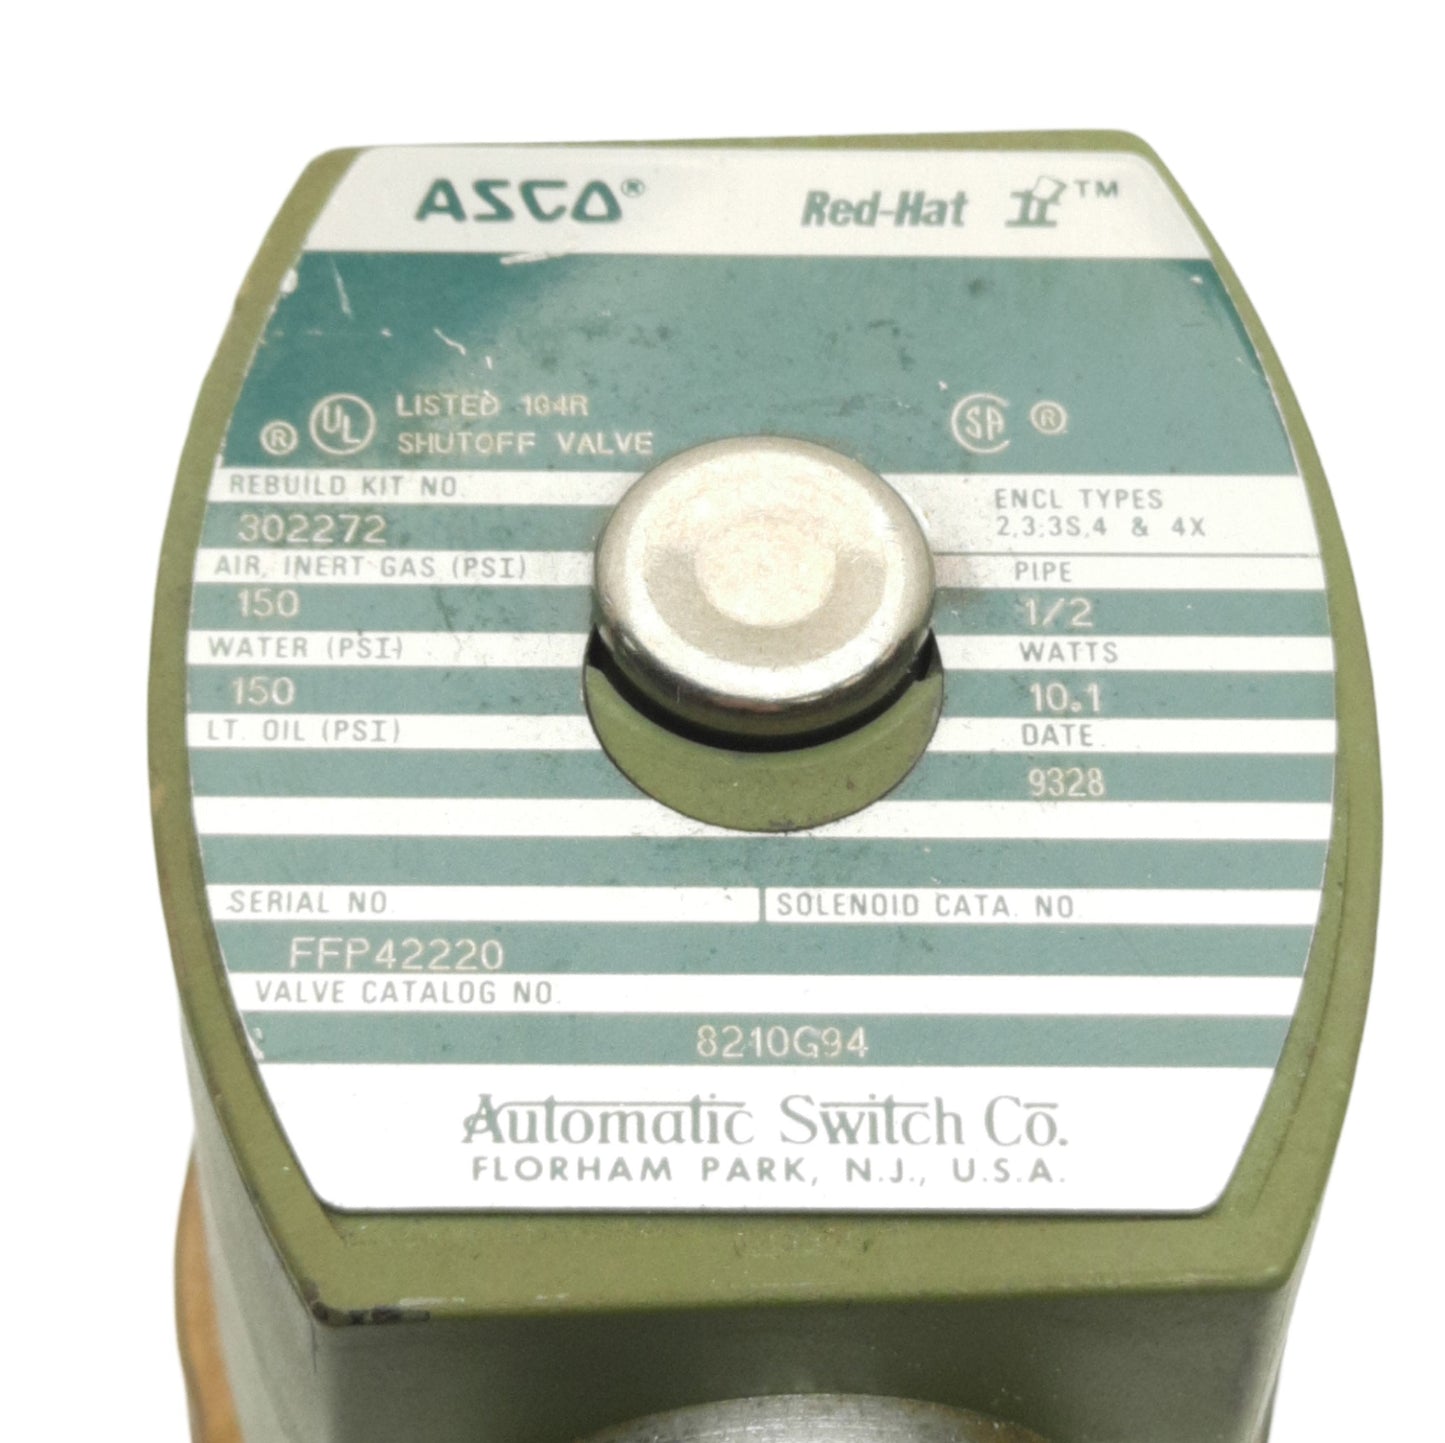 ASCO® Red-Hat II™
® UL LISTED 104R
SHUTOFF VALVE
SA ®
REBUILD KIT NO.
302272
ENCL TYPES
2,3,3S,4 & 4X
AIR, INERT GAS (PSI)
150
PIPE
1/2
WATER (PSI)
150
WATTS
10.1
LT. OIL (PSI)
DATE
9328
SERIAL NO.
FFP42220
SOLENOID CATA. NO.
VALVE CATALOG NO.
8210G94
Automatic Switch Co.
FLORHAM PARK, N.J., U.S.A.